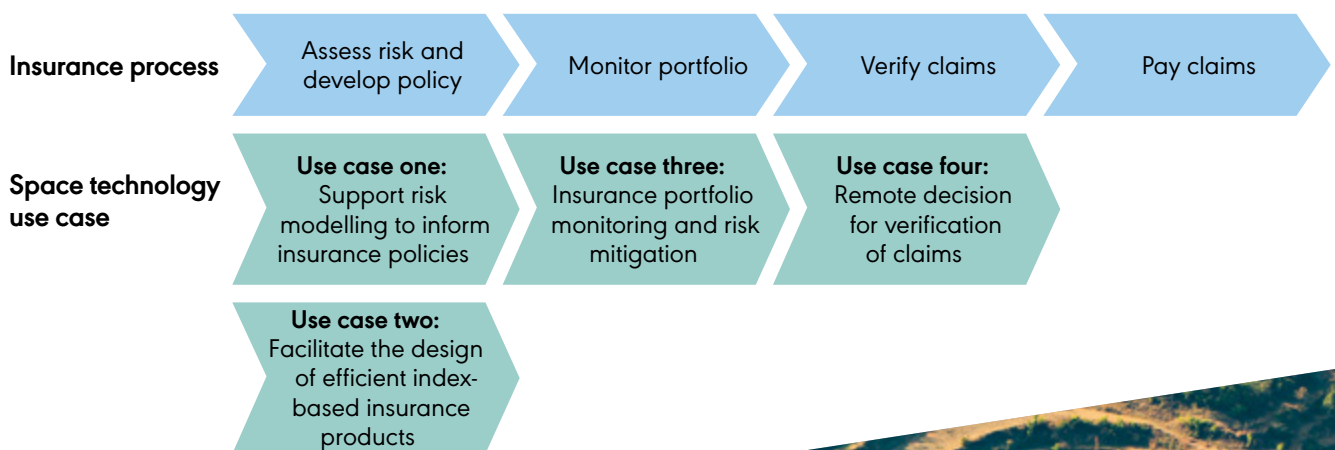 Insurance process
Assess risk and
develop policy
Monitor portfolio
Verify claims
Pay claims
Space technology
use case
Use case one:
Support risk
modelling to inform
insurance policies
Use case three:
Insurance portfolio
monitoring and risk
mitigation
Use case four:
Remote decision
for verification
of claims
Use case two:
Facilitate the design
of efficient index-
based insurance
products